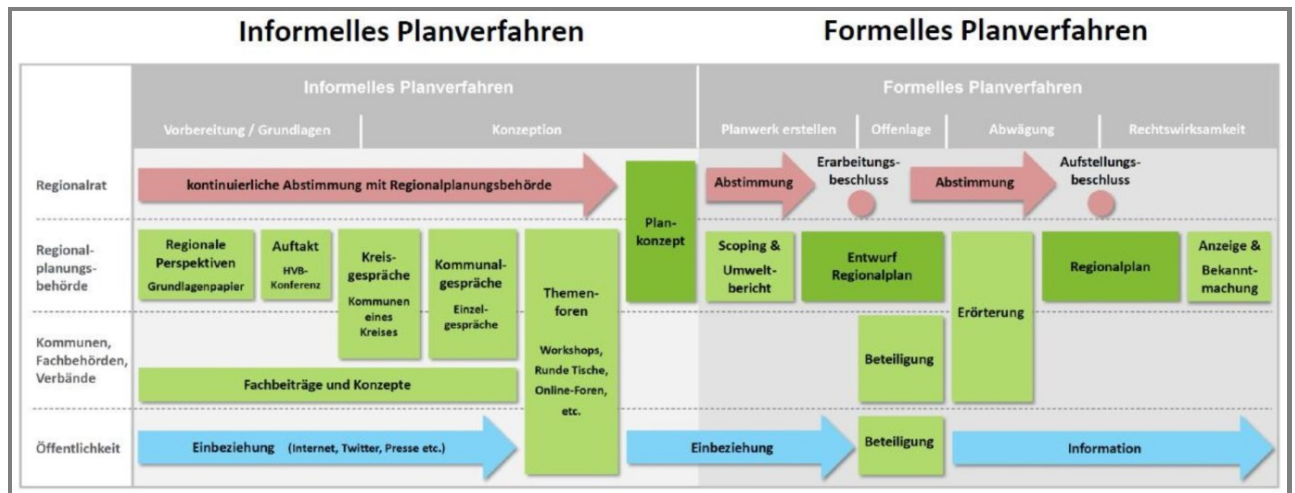 Informelles Planverfahren
Formelles Planverfahren
Informelles Planverfahren
Formelles Planverfahren
Vorbereitung / Grundlagen
Konzeption
Planwerk erstellen
Offenlage
Abwägung
Rechtswirksamkeit
Regionalrat
kontinuierliche Abstimmung mit Regionalplanungsbehörde
Plan-
konzept
Abstimmung
Erarbeitungs-
beschluss
Abstimmung
Aufstellungs-
beschluss
Regional-
planungs-
behörde
Regionale
Perspektiven
Grundlagenpapier
Auftakt
HVB-
Konferenz
Kreis-
gespräche
Kommunen
eines
Kreises
Kommunal-
gespräche
Einzel-
gespräche
Themen-
foren
Workshops,
Runde Tische,
Online-Foren,
etc.
Scoping &
Umwelt-
bericht
Entwurf
Regionalplan
Erörterung
Regionalplan
Anzeige &
Bekannt-
machung
Kommunen,
Fachbehörden,
Verbände
Fachbeiträge und Konzepte
Beteiligung
Öffentlichkeit
Einbeziehung (Internet, Twitter, Presse etc.)
Einbeziehung
Beteiligung
Information